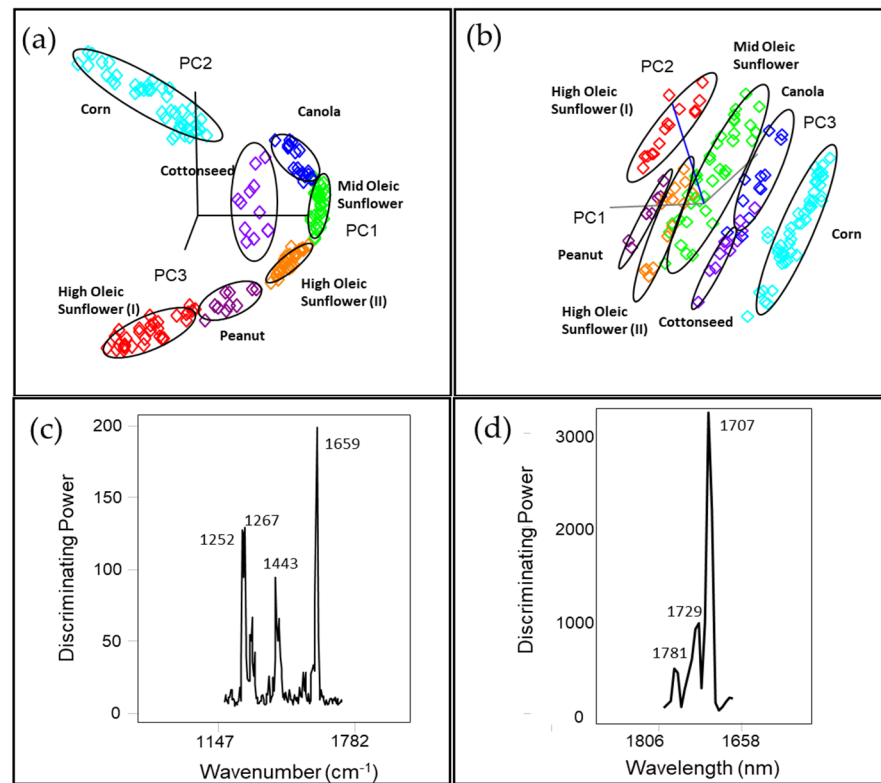 (a)
PC2
Corn
Canola
Cottonseed
Mid Oleic
Sunflower
PC1
PC3
High Oleic
Sunflower (I)
High Oleic
Sunflower (II)
Peanut
(b)
Mid Oleic
Sunflower
PC2
High Oleic
Sunflower (I)
Canola
PC3
PC1
Corn
Peanut
High Oleic
Sunflower (II)
Cottonseed
(c)
Discriminating Power
200
150
100
50
0
1659
1252
1267
1443
1147
1782
Wavenumber (cm⁻¹)
(d)
Discriminating Power
3000
2000
1000
0
1707
1729
1781
1806
1658
Wavelength (nm)